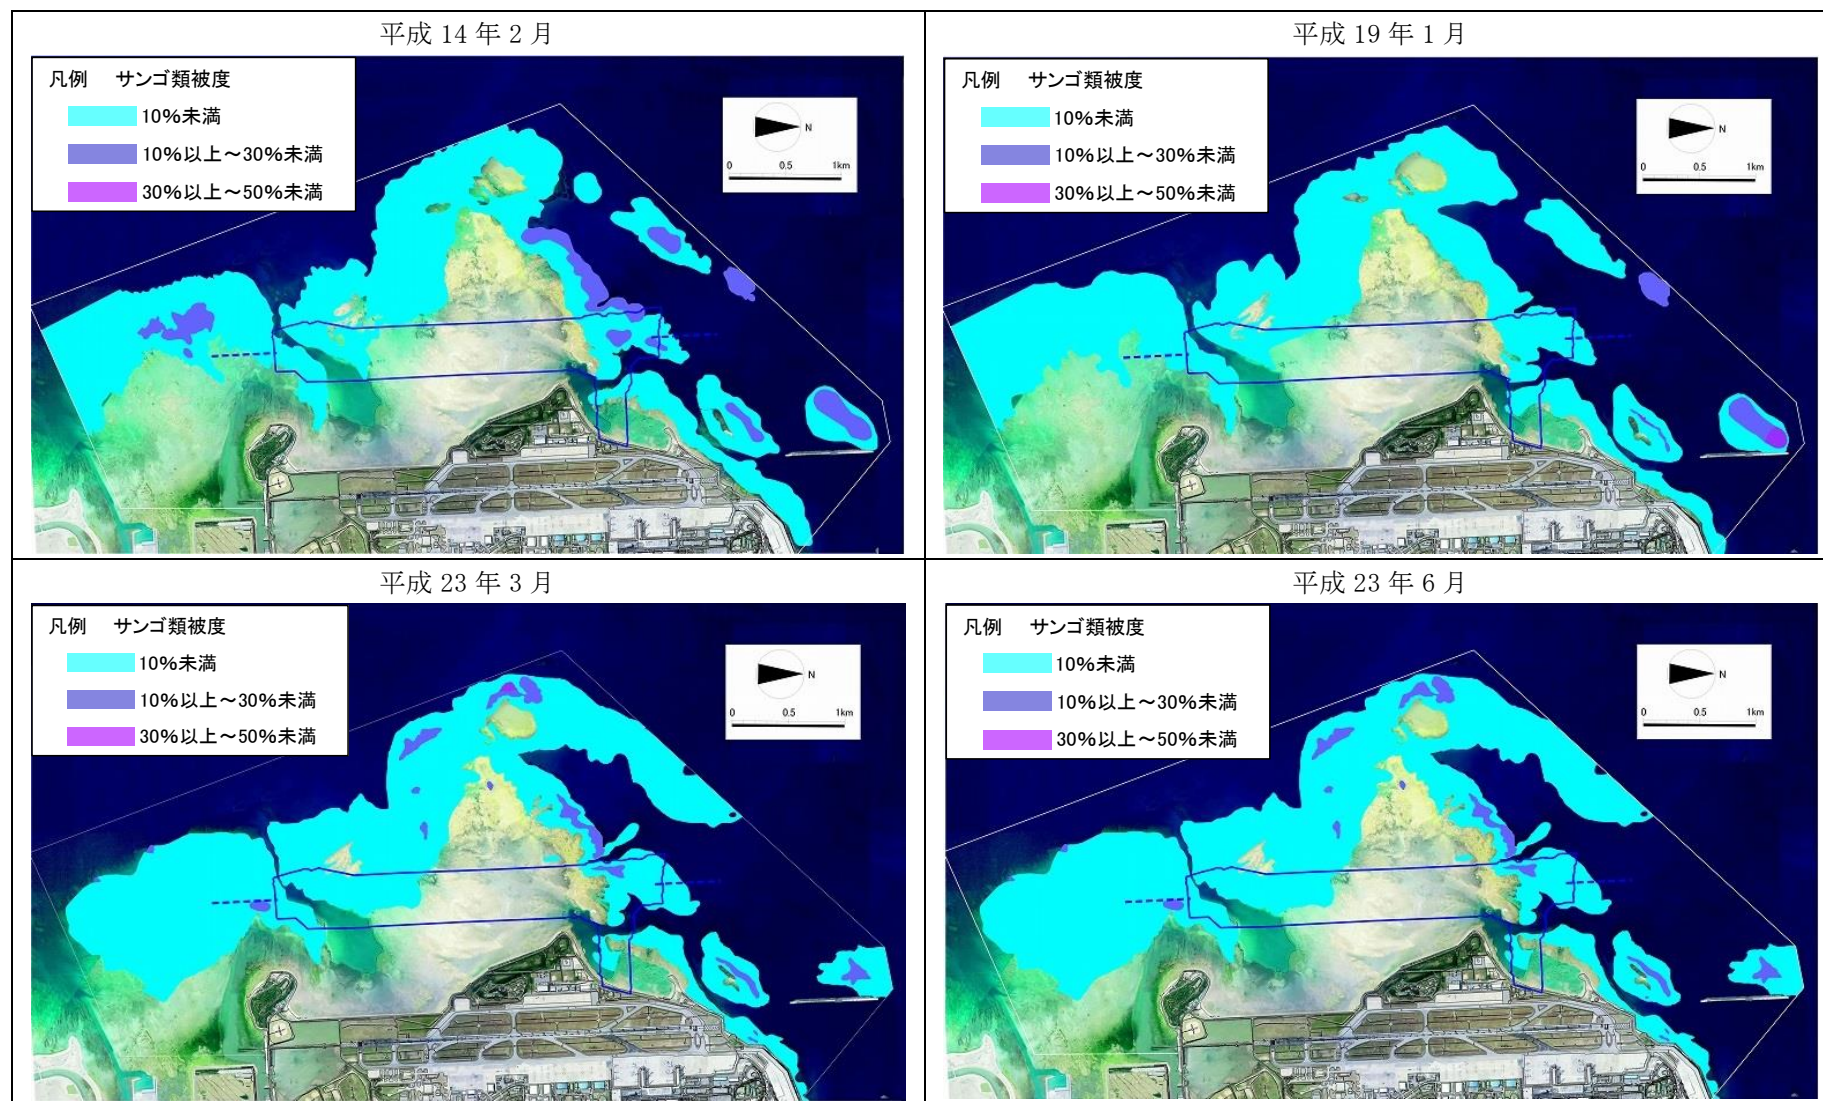 平成 14 年 2 月
凡例 サンゴ類被度
10%未満
10%以上～30%未満
30%以上～50%未満
N
0 0.5 1km
平成 19 年 1 月
凡例 サンゴ類被度
10%未満
10%以上～30%未満
30%以上～50%未満
N
0 0.5 1km
平成 23 年 3 月
凡例 サンゴ類被度
10%未満
10%以上～30%未満
30%以上～50%未満
N
0 0.5 1km
平成 23 年 6 月
凡例 サンゴ類被度
10%未満
10%以上～30%未満
30%以上～50%未満
N
0 0.5 1km